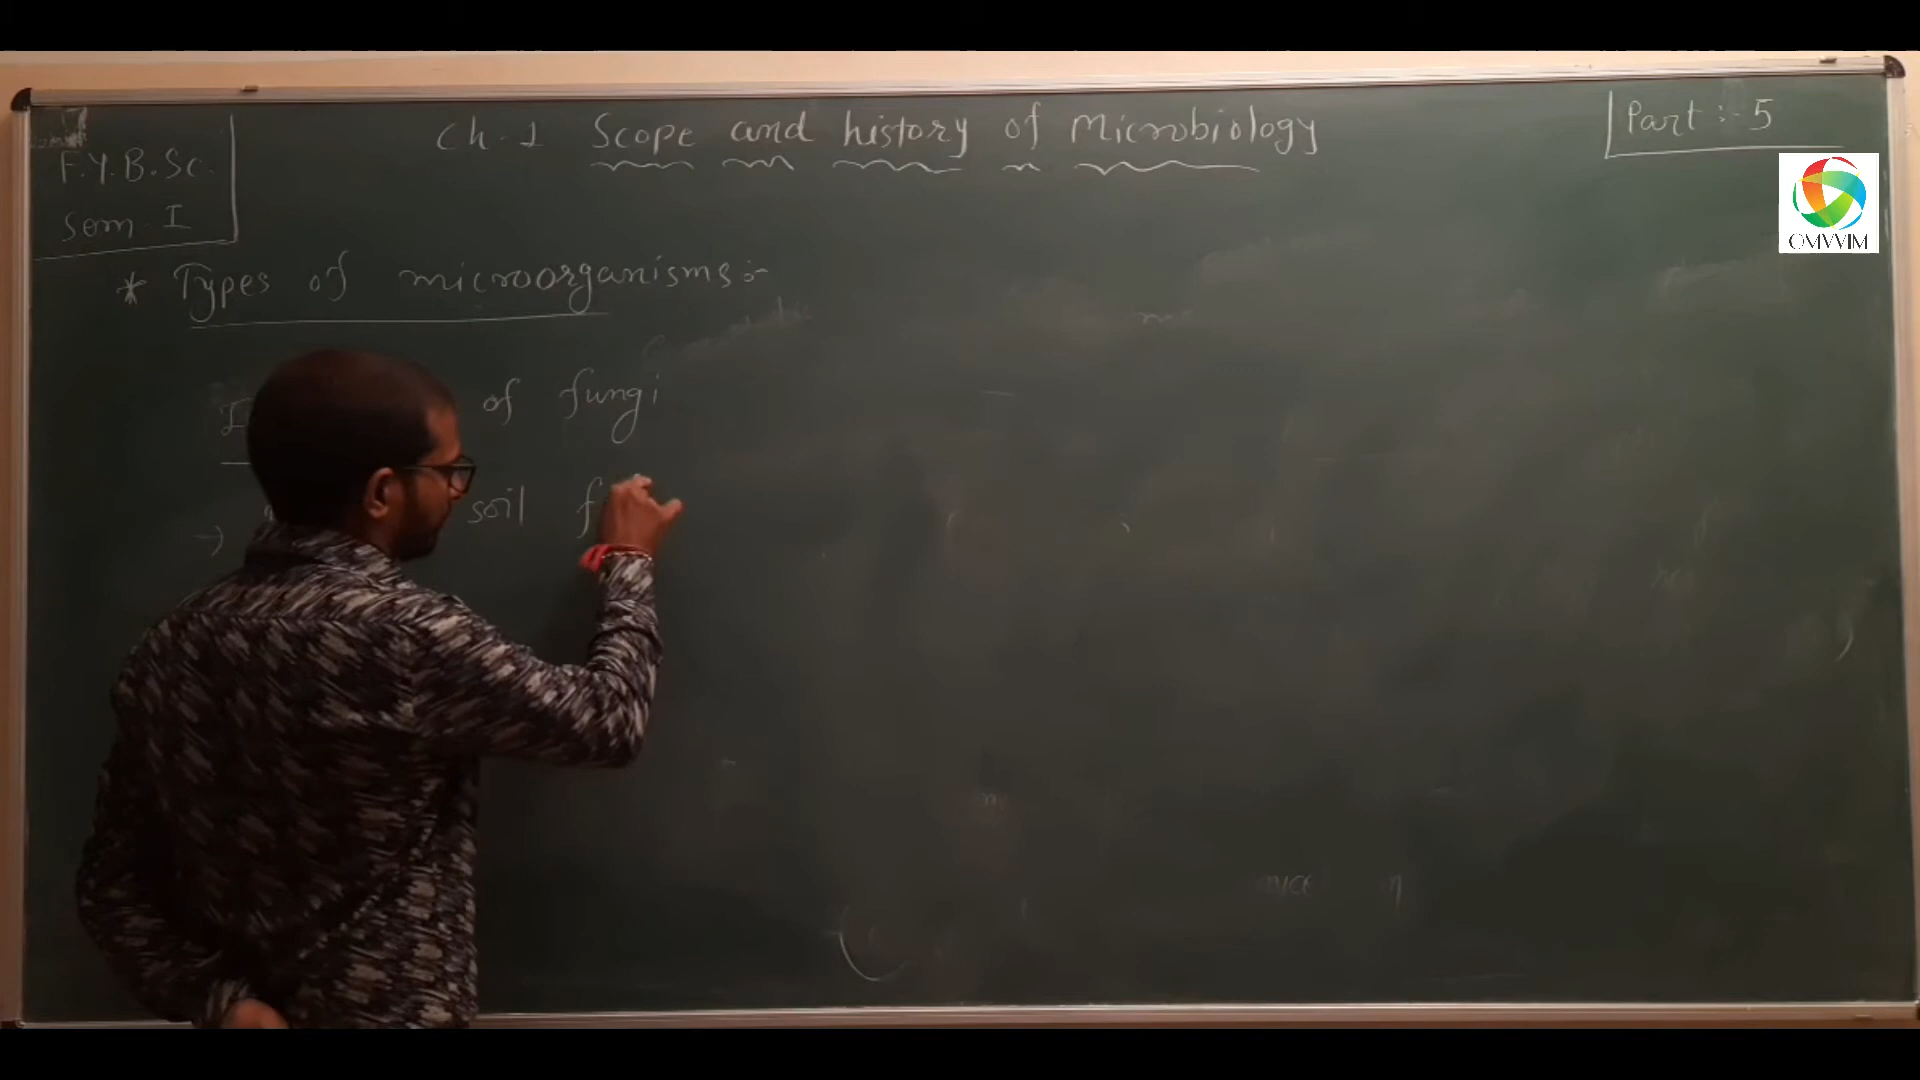 Ch-1 Scope and history of Microbiology
Part :- 5
F.Y.B.Sc.
Sem-I
OMVVIM
* Types of microorganisms:-
of fungi
→ soil